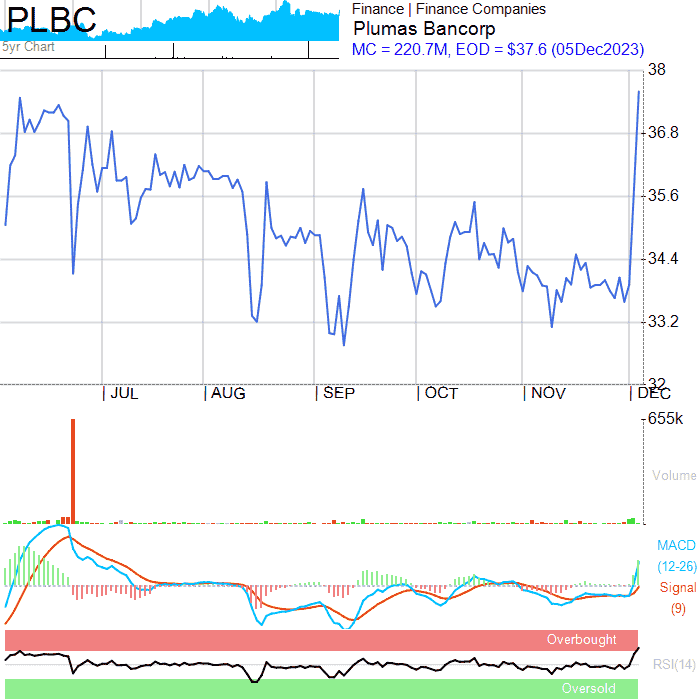 PLBC
5yr Chart
Finance | Finance Companies
Plumas Bancorp
MC = 220.7M, EOD = $37.6 (05Dec2023)
38
36.8
35.6
34.4
33.2
32
| JUL | AUG | SEP | OCT | NOV | DEC
655k
Volume
MACD
(12-26)
Signal
(9)
Overbought
RSI(14)
Oversold